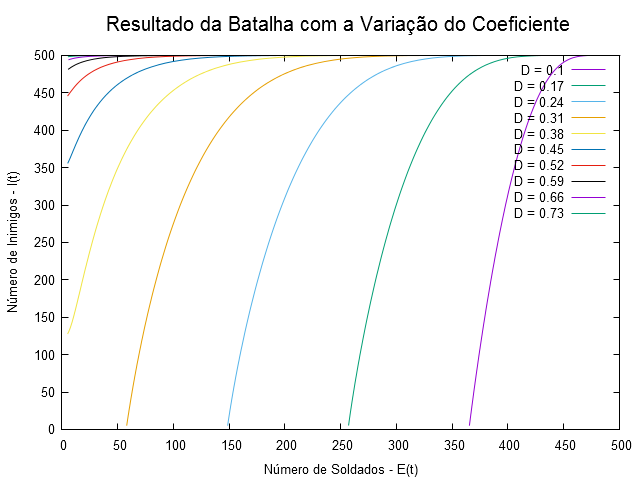 Resultado da Batalha com a Variação do Coeficiente
Número de Inimigos - I(t)
500
450
400
350
300
250
200
150
100
50
0
D = 0.1
D = 0.17
D = 0.24
D = 0.31
D = 0.38
D = 0.45
D = 0.52
D = 0.59
D = 0.66
D = 0.73
0 50 100 150 200 250 300 350 400 450 500
Número de Soldados - E(t)